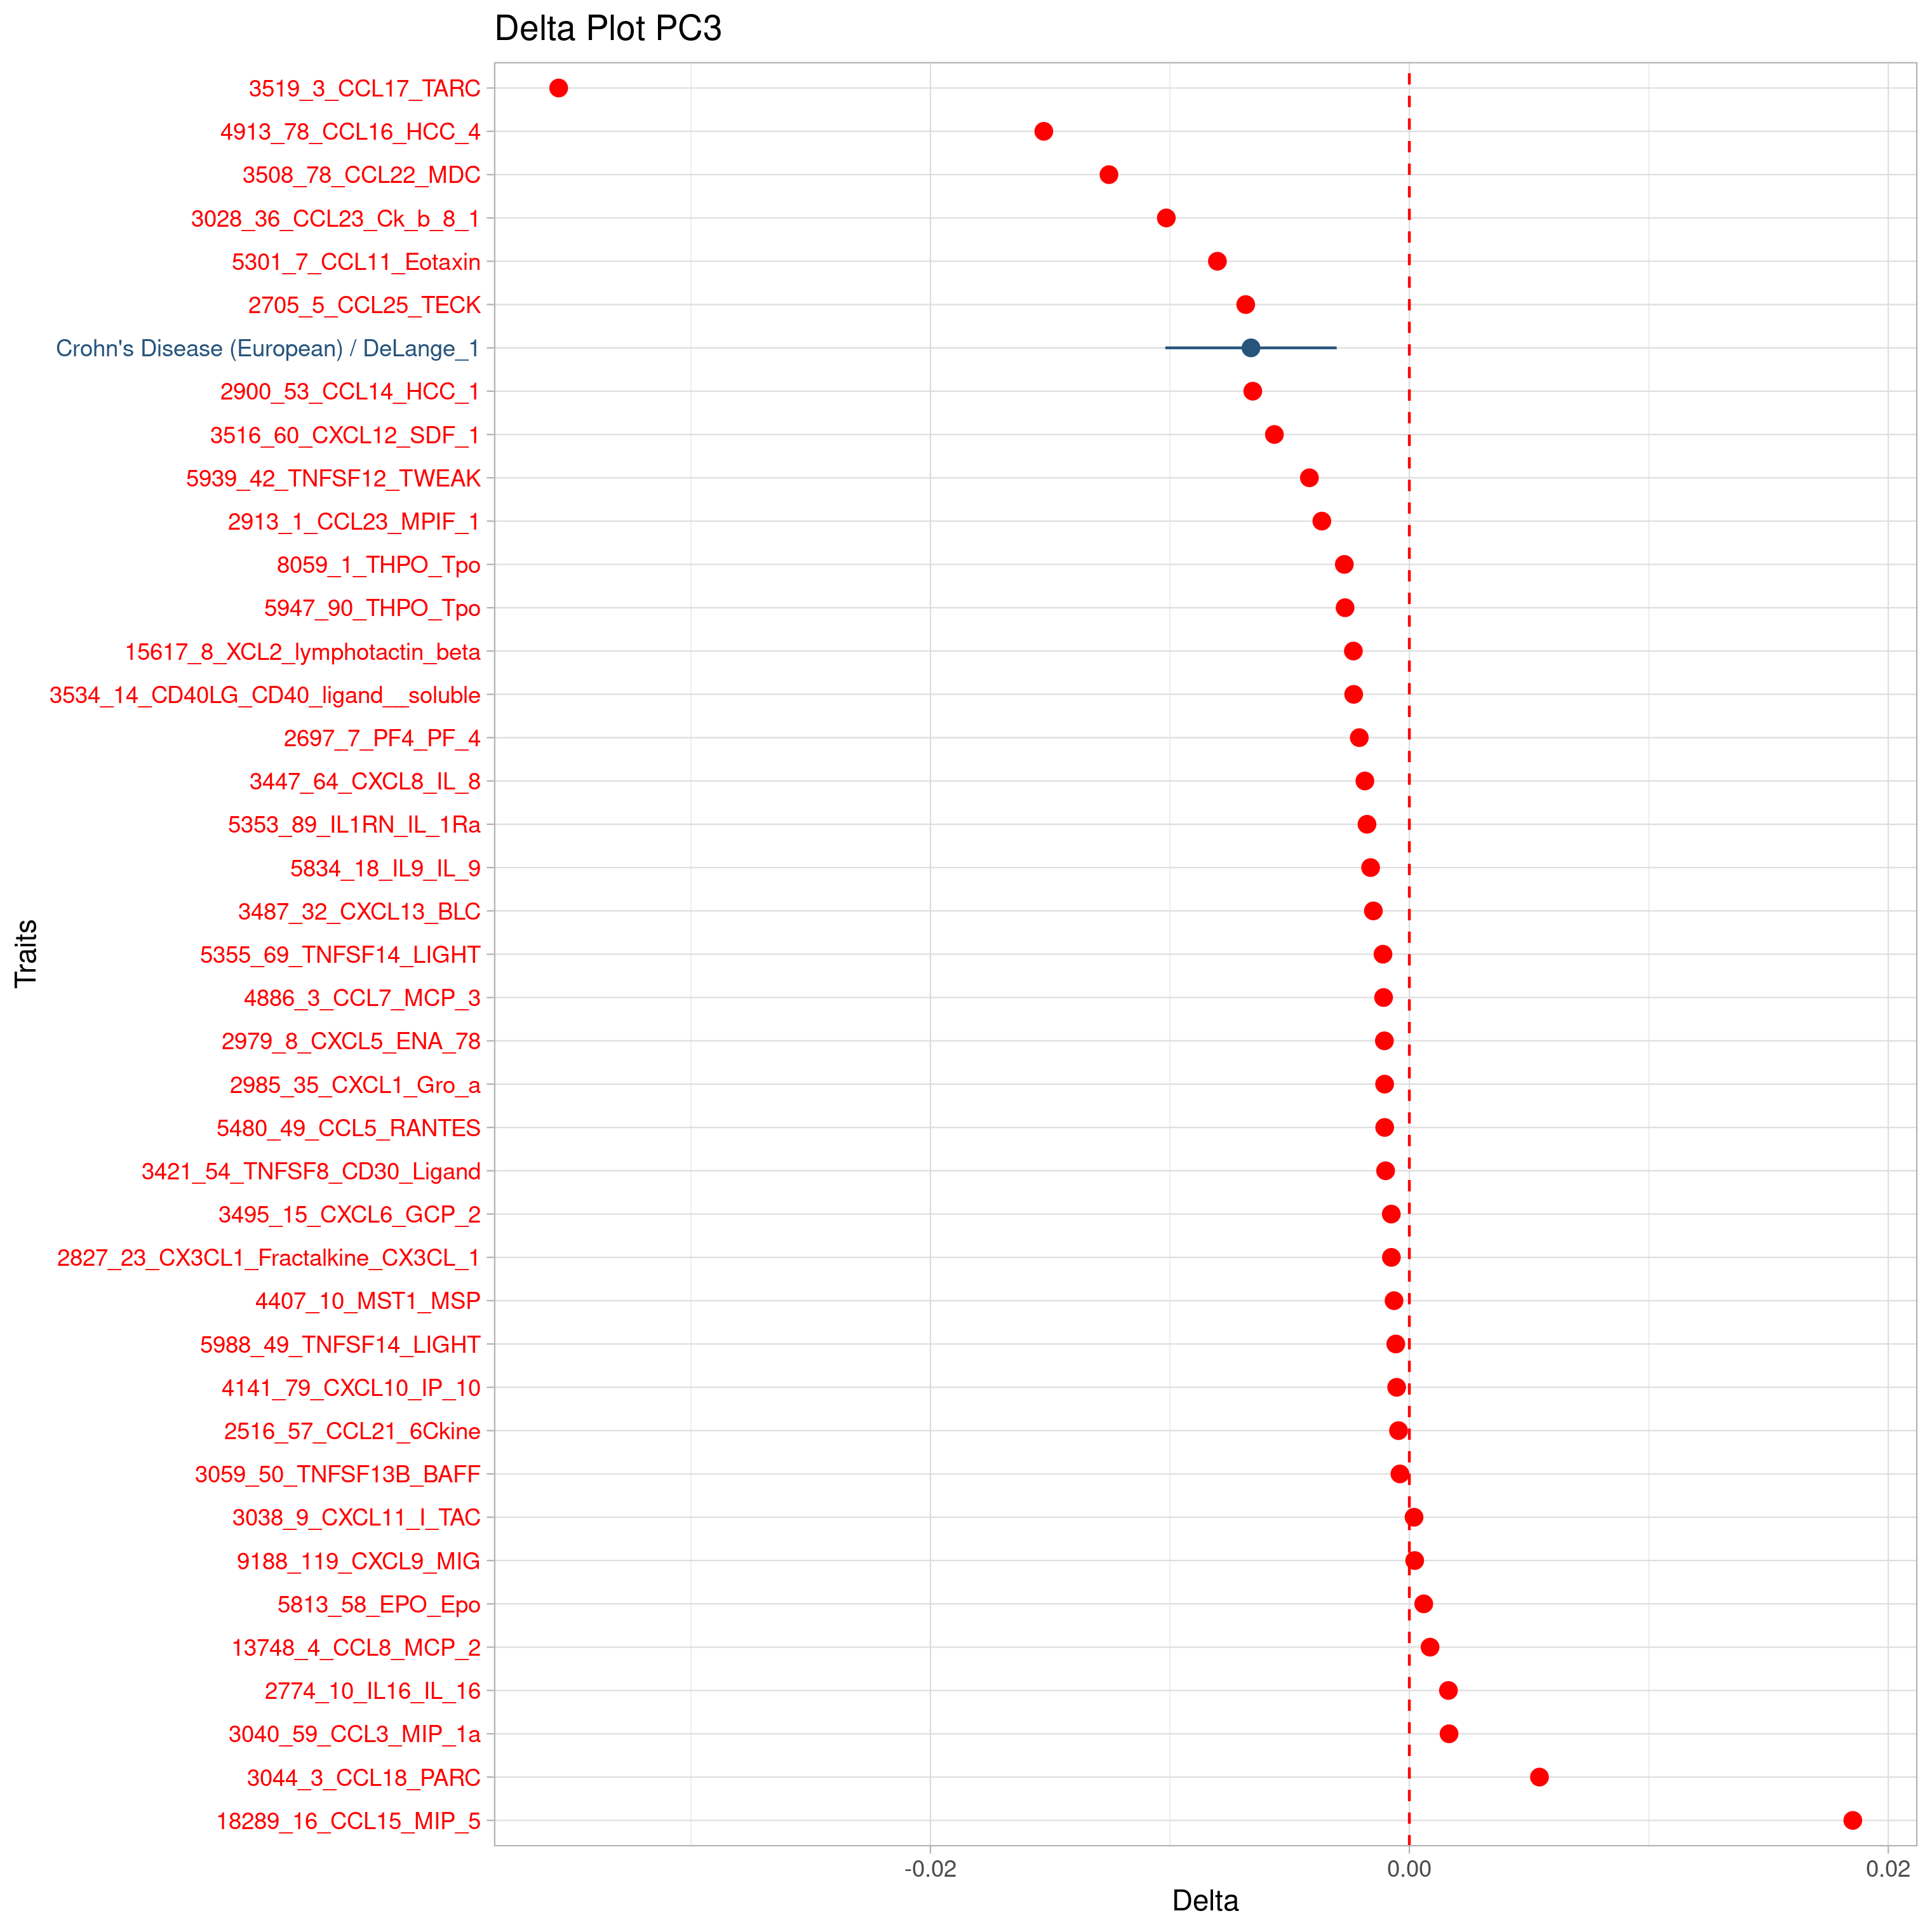 Delta Plot PC3
3519_3_CCL17_TARC
4913_78_CCL16_HCC_4
3508_78_CCL22_MDC
3028_36_CCL23_Ck_b_8_1
5301_7_CCL11_Eotaxin
2705_5_CCL25_TECK
Crohn's Disease (European) / DeLange_1
2900_53_CCL14_HCC_1
3516_60_CXCL12_SDF_1
5939_42_TNFSF12_TWEAK
2913_1_CCL23_MPIF_1
8059_1_THPO_Tpo
5947_90_THPO_Tpo
15617_8_XCL2_lymphotactin_beta
3534_14_CD40LG_CD40_ligand__soluble
2697_7_PF4_PF_4
3447_64_CXCL8_IL_8
5353_89_IL1RN_IL_1Ra
5834_18_IL9_IL_9
3487_32_CXCL13_BLC
5355_69_TNFSF14_LIGHT
4886_3_CCL7_MCP_3
2979_8_CXCL5_ENA_78
2985_35_CXCL1_Gro_a
5480_49_CCL5_RANTES
3421_54_TNFSF8_CD30_Ligand
3495_15_CXCL6_GCP_2
2827_23_CX3CL1_Fractalkine_CX3CL_1
4407_10_MST1_MSP
5988_49_TNFSF14_LIGHT
4141_79_CXCL10_IP_10
2516_57_CCL21_6Ckine
3059_50_TNFSF13B_BAFF
3038_9_CXCL11_I_TAC
9188_119_CXCL9_MIG
5813_58_EPO_Epo
13748_4_CCL8_MCP_2
2774_10_IL16_IL_16
3040_59_CCL3_MIP_1a
3044_3_CCL18_PARC
18289_16_CCL15_MIP_5
Traits
-0.02 0.00 0.02
Delta